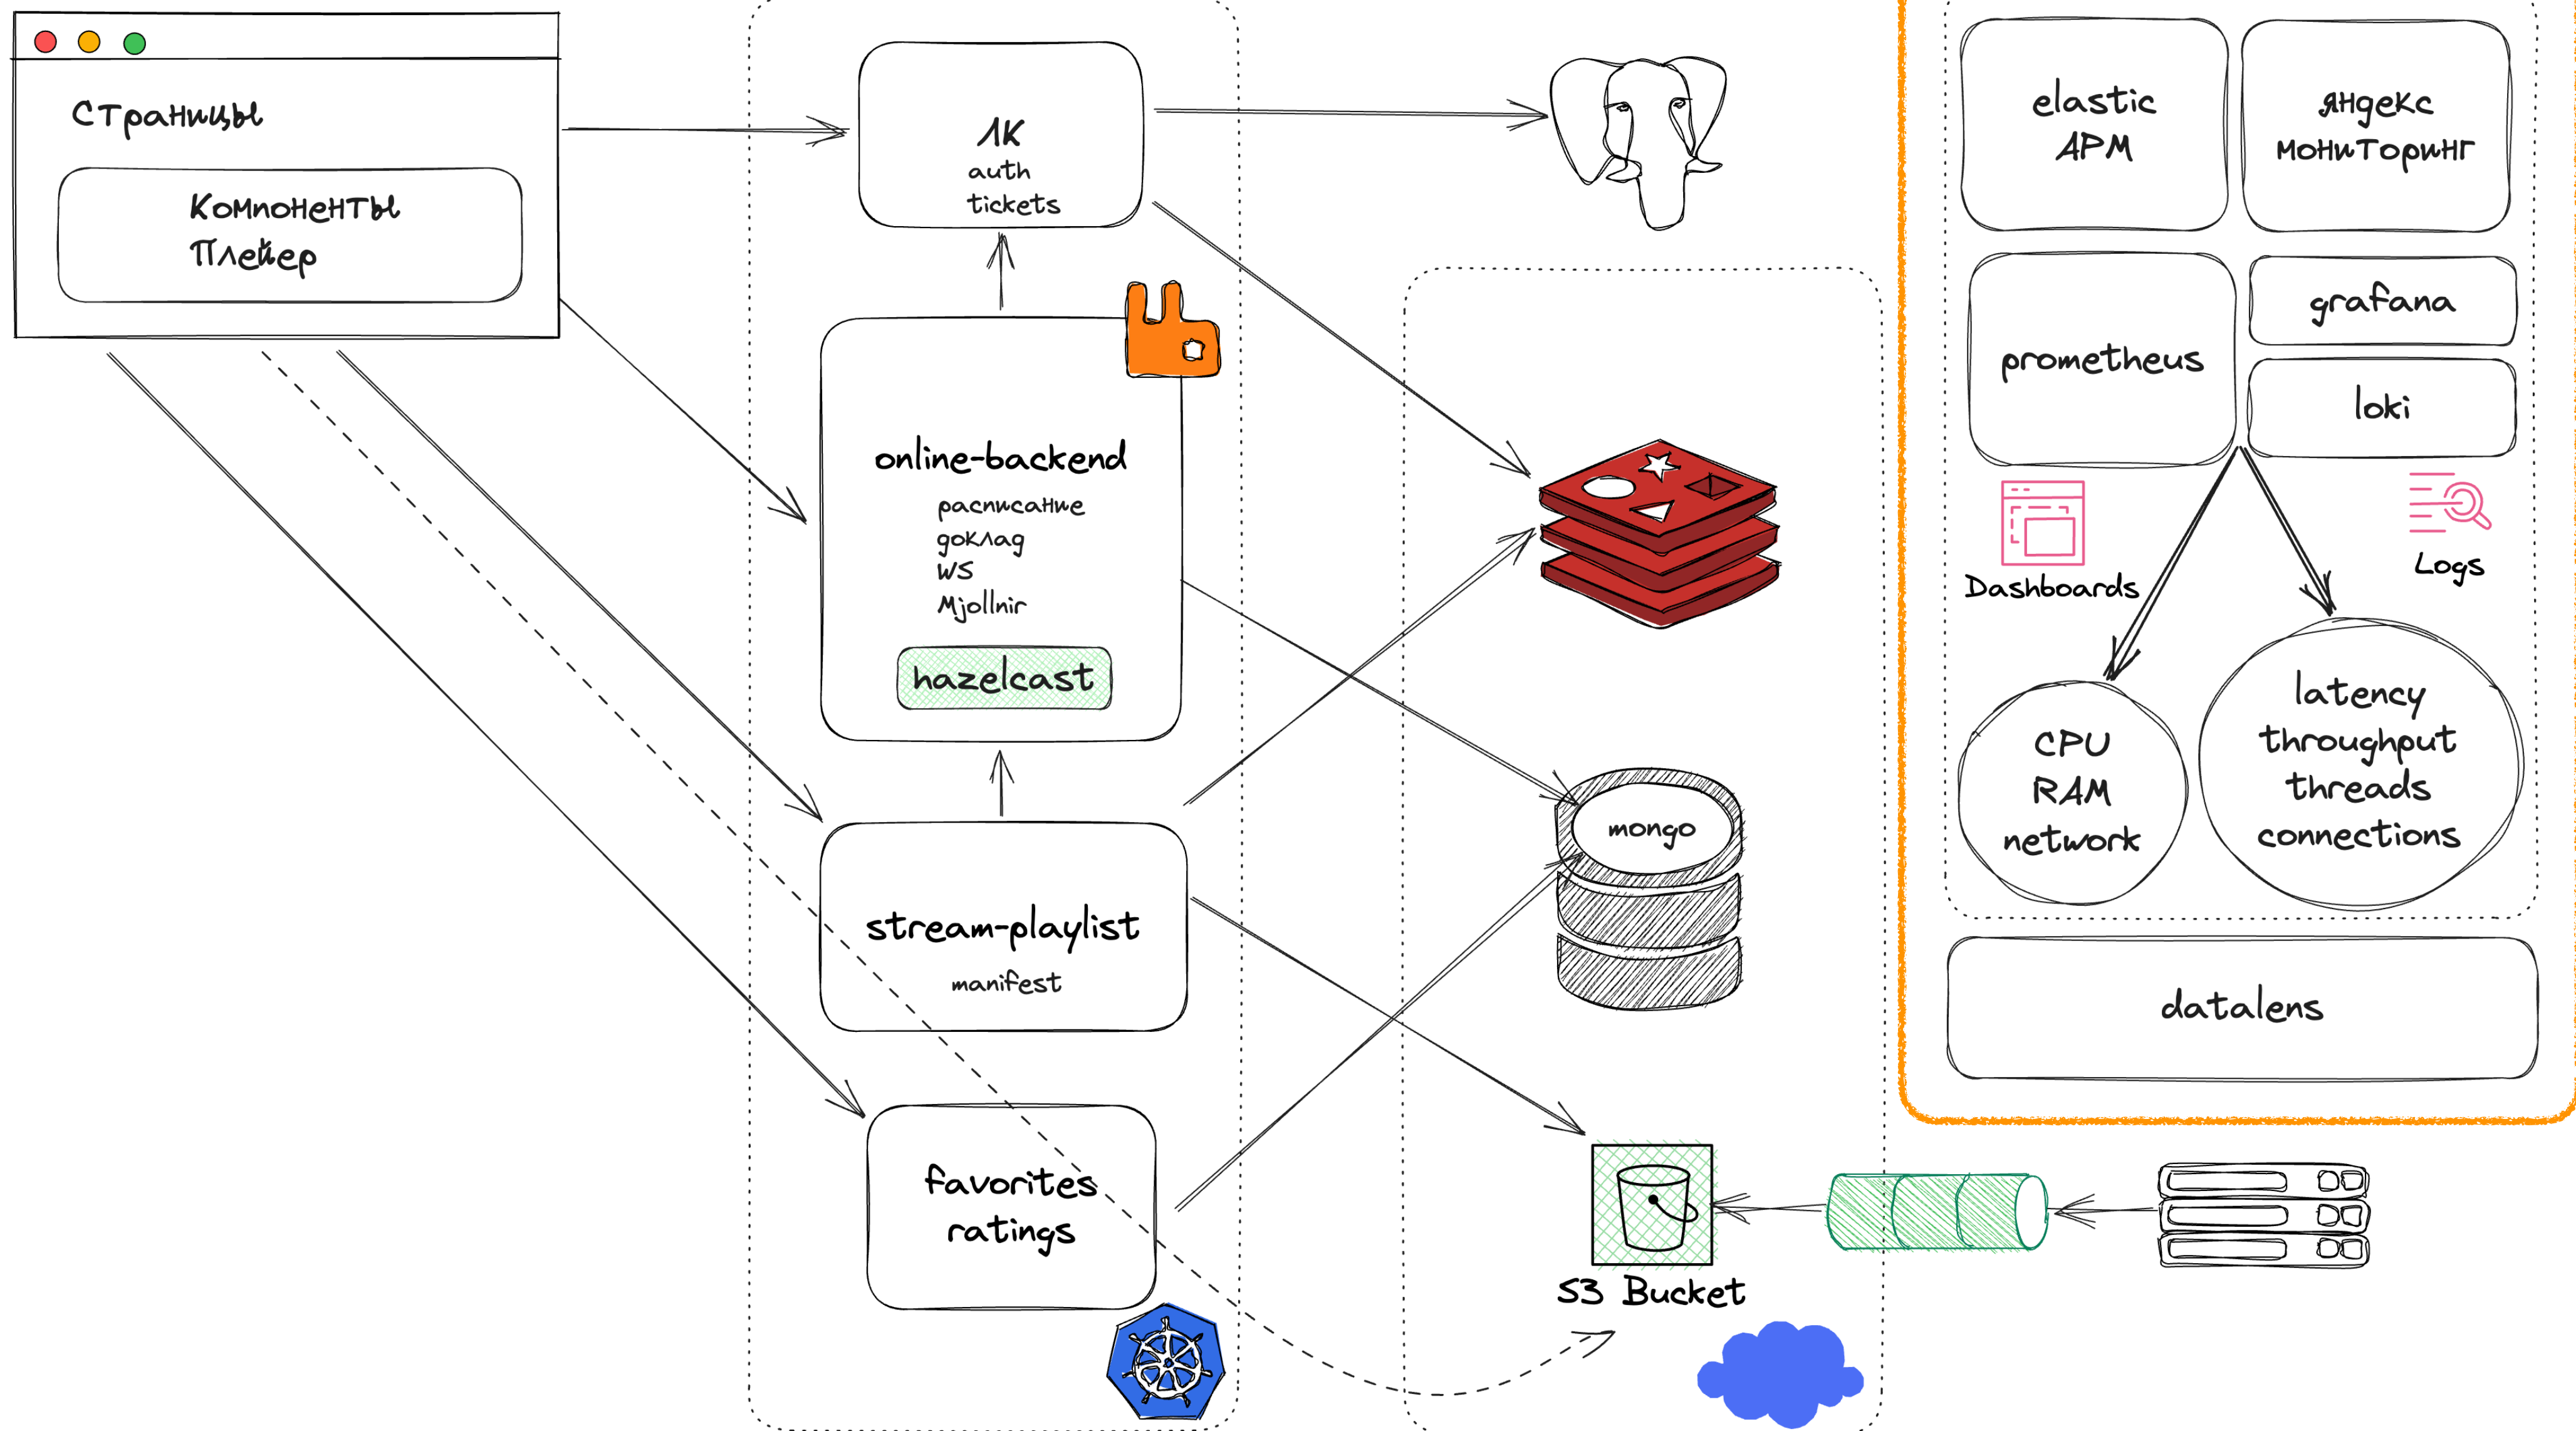 Страницы
Компоненты
Плейер
ЛК
auth
tickets
online-backend
расписание
доклад
WS
Mjollnir
hazelcast
stream-playlist
manifest
favorites
ratings
mongo
S3 Bucket
elastic
APM
яндекс
мониторинг
prometheus
grafana
loki
Dashboards
Logs
CPU
RAM
network
latency
throughput
threads
connections
datalens